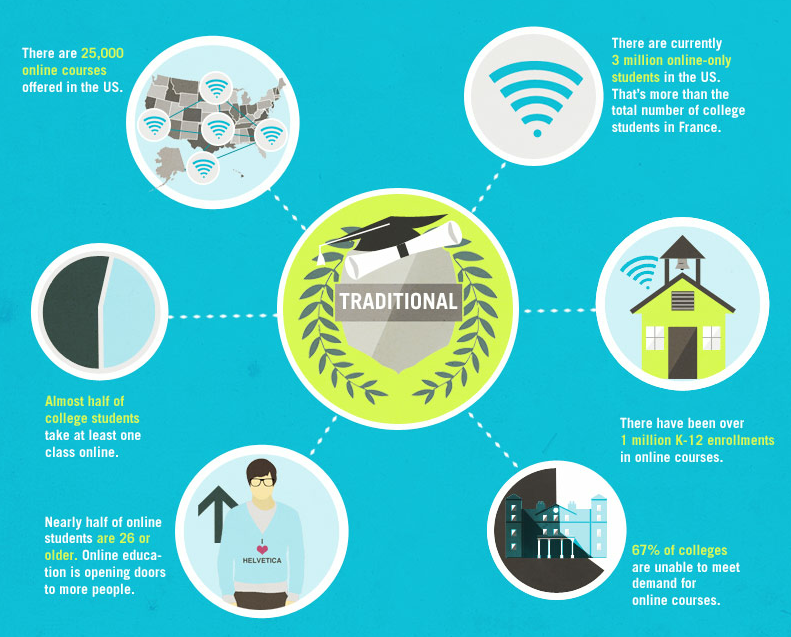 There are 25,000
online courses
offered in the US.
There are currently
3 million online-only
students in the US.
That's more than the
total number of college
students in France.
TRADITIONAL
Almost half of
college students
take at least one
class online.
There have been over
1 million K-12 enrollments
in online courses.
Nearly half of online
students are 26 or
older. Online educa-
tion is opening doors
to more people.
I
HELVETICA
67% of colleges
are unable to meet
demand for
online courses.